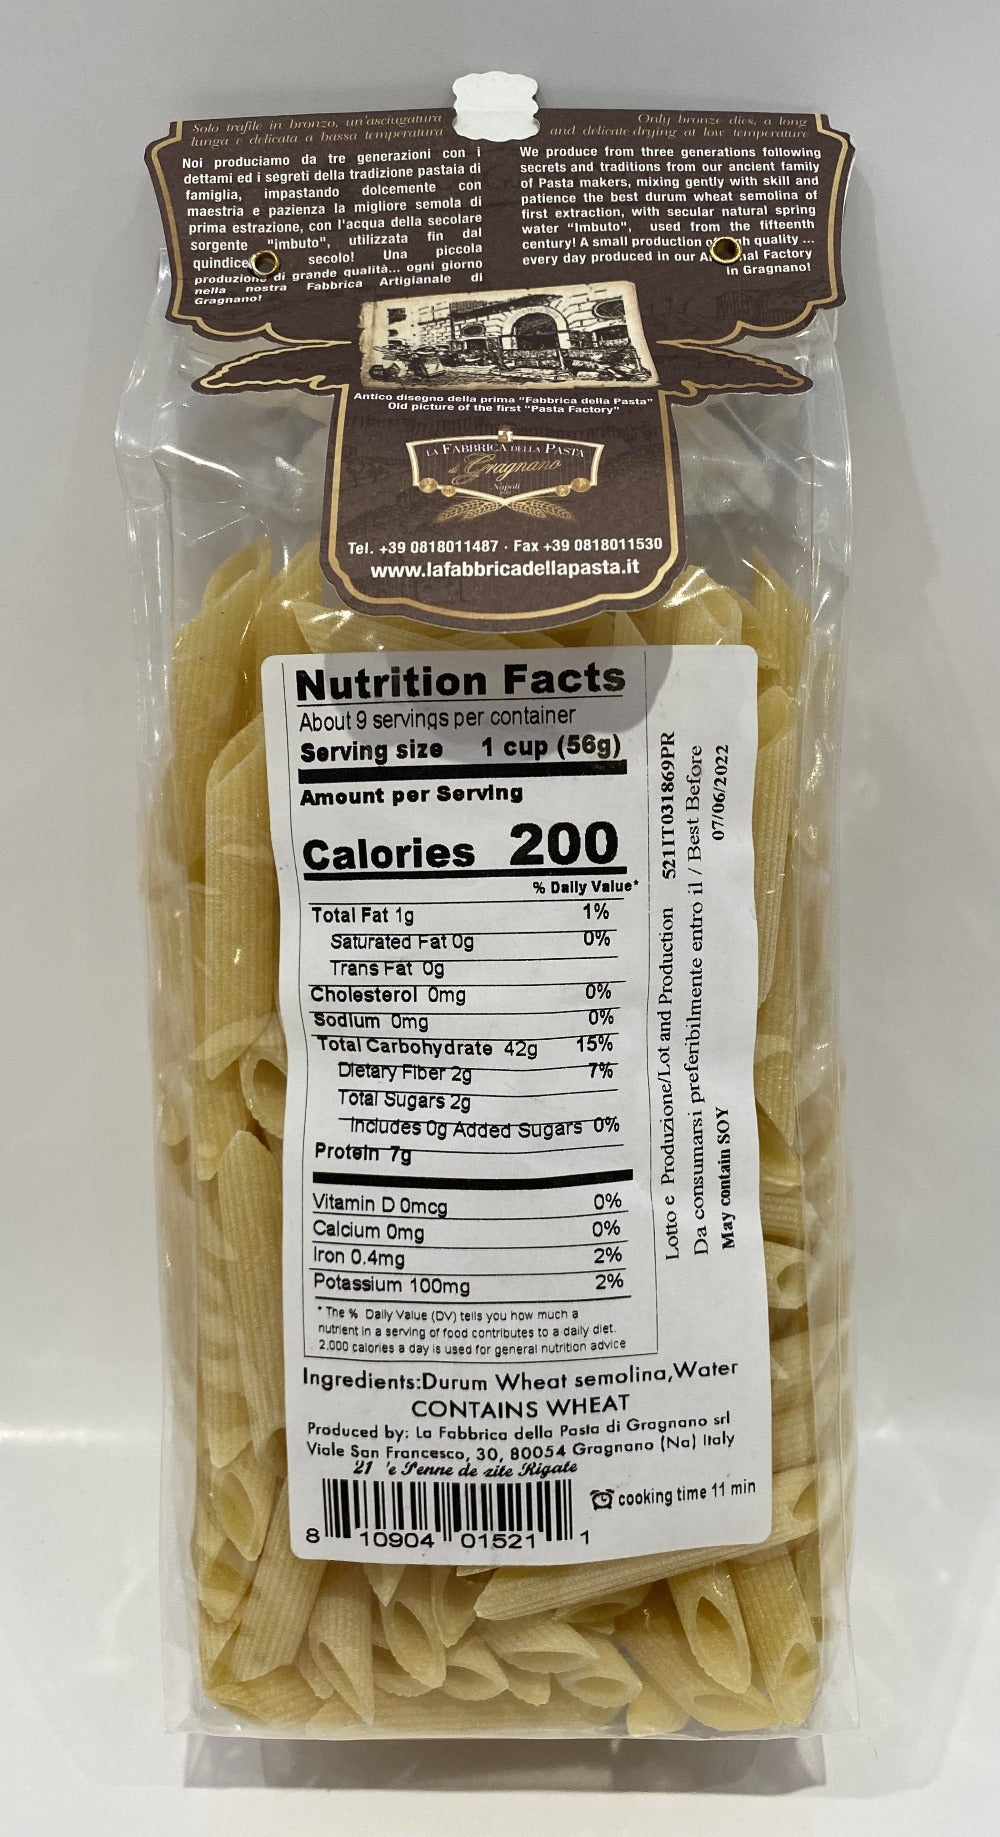 Solo trafile in bronzo, un'asciugatura
lunga e delicata a bassa temperatura
Noi produciamo da tre generazioni con i
dettami ed i segreti della tradizione pastaia di
famiglia, impastando dolcemente con
maestria e pazienza la migliore semola di
prima estrazione, con l'acqua della secolare
sorgente "imbuto", utilizzata fin dal
secolo! Una piccola
di grande qualità... ogni giorno
nella nostra Fabbrica Artigianale di
Gragnano!
Only bronze dies, a long
and delicate drying at low temperature
We produce from three generations following
secrets and traditions from our ancient family
of Pasta makers, mixing gently with skill and
patience the best durum wheat semolina of
first extraction, with secular natural spring
water "Imbuto", used from the fifteenth
century! A small production quality ...
every day produced in our Factory
in Gragnano!
Antico disegno della prima "Fabbrica della Pasta"
Old picture of the first "Pasta Factory"
LA FABBRICA DELLA PASTA
di Gragnano
Napoli
Tel. +39 0818011487 · Fax +39 0818011530
www.lafabbricadellapasta.it
Nutrition Facts
About 9 servings per container
Serving size 1 cup (56g)
Amount per Serving
Calories 200
% Daily Value*
Total Fat 1g 1%
Saturated Fat 0g 0%
Trans Fat 0g
Cholesterol 0mg 0%
Sodium 0mg 0%
Total Carbohydrate 42g 15%
Dietary Fiber 2g 7%
Total Sugars 2g
Includes 0g Added Sugars 0%
Protein 7g
Vitamin D 0mcg 0%
Calcium 0mg 0%
Iron 0.4mg 2%
Potassium 100mg 2%
* The % Daily Value (DV) tells you how much a
nutrient in a serving of food contributes to a daily diet.
2,000 calories a day is used for general nutrition advice
Lotto e Produzione/Lot and Production 521IT031869PR
Da consumarsi preferibilmente entro il / Best Before
May contain SOY 07/06/2022
Ingredients:Durum Wheat semolina,Water
CONTAINS WHEAT
Produced by: La Fabbrica della Pasta di Gragnano srl
Viale San Francesco, 30, 80054 Gragnano (Na) Italy
'21 'e Penne de zite Rigate
cooking time 11 min
8 10904 01521 1